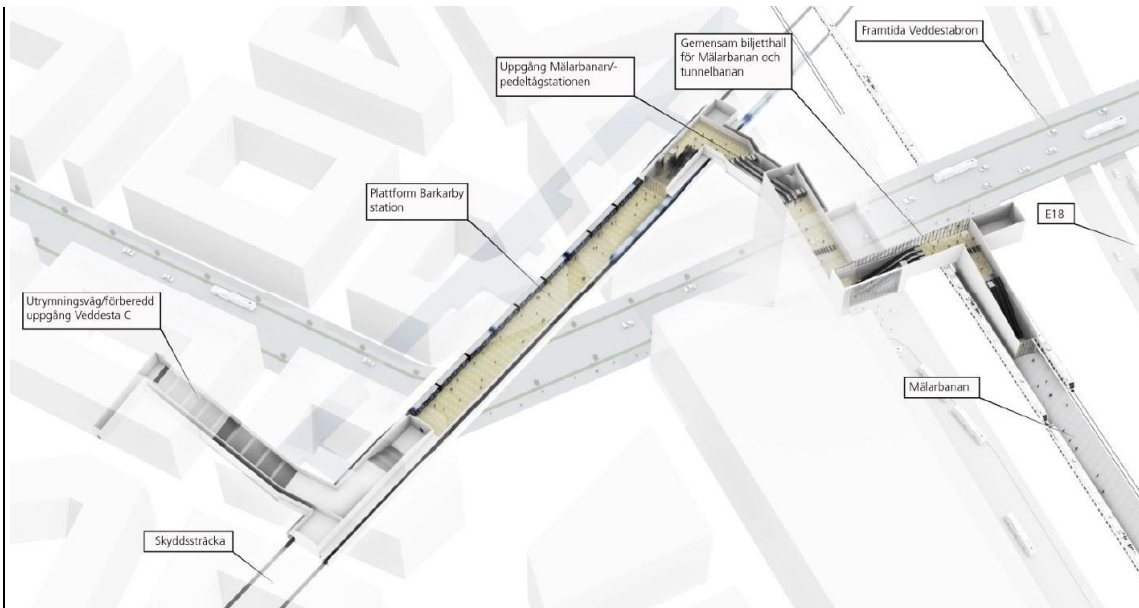 Framtida Veddestabron
Gemensam biljetthall
för Mälarbanan och
tunnelbanan
Uppgång Mälarbanan/-
pedeltågstationen
Plattform Barkarby
station
E18
Utrymningsväg/förberedd
uppgång Veddesta C
Mälarbanan
Skyddssträcka